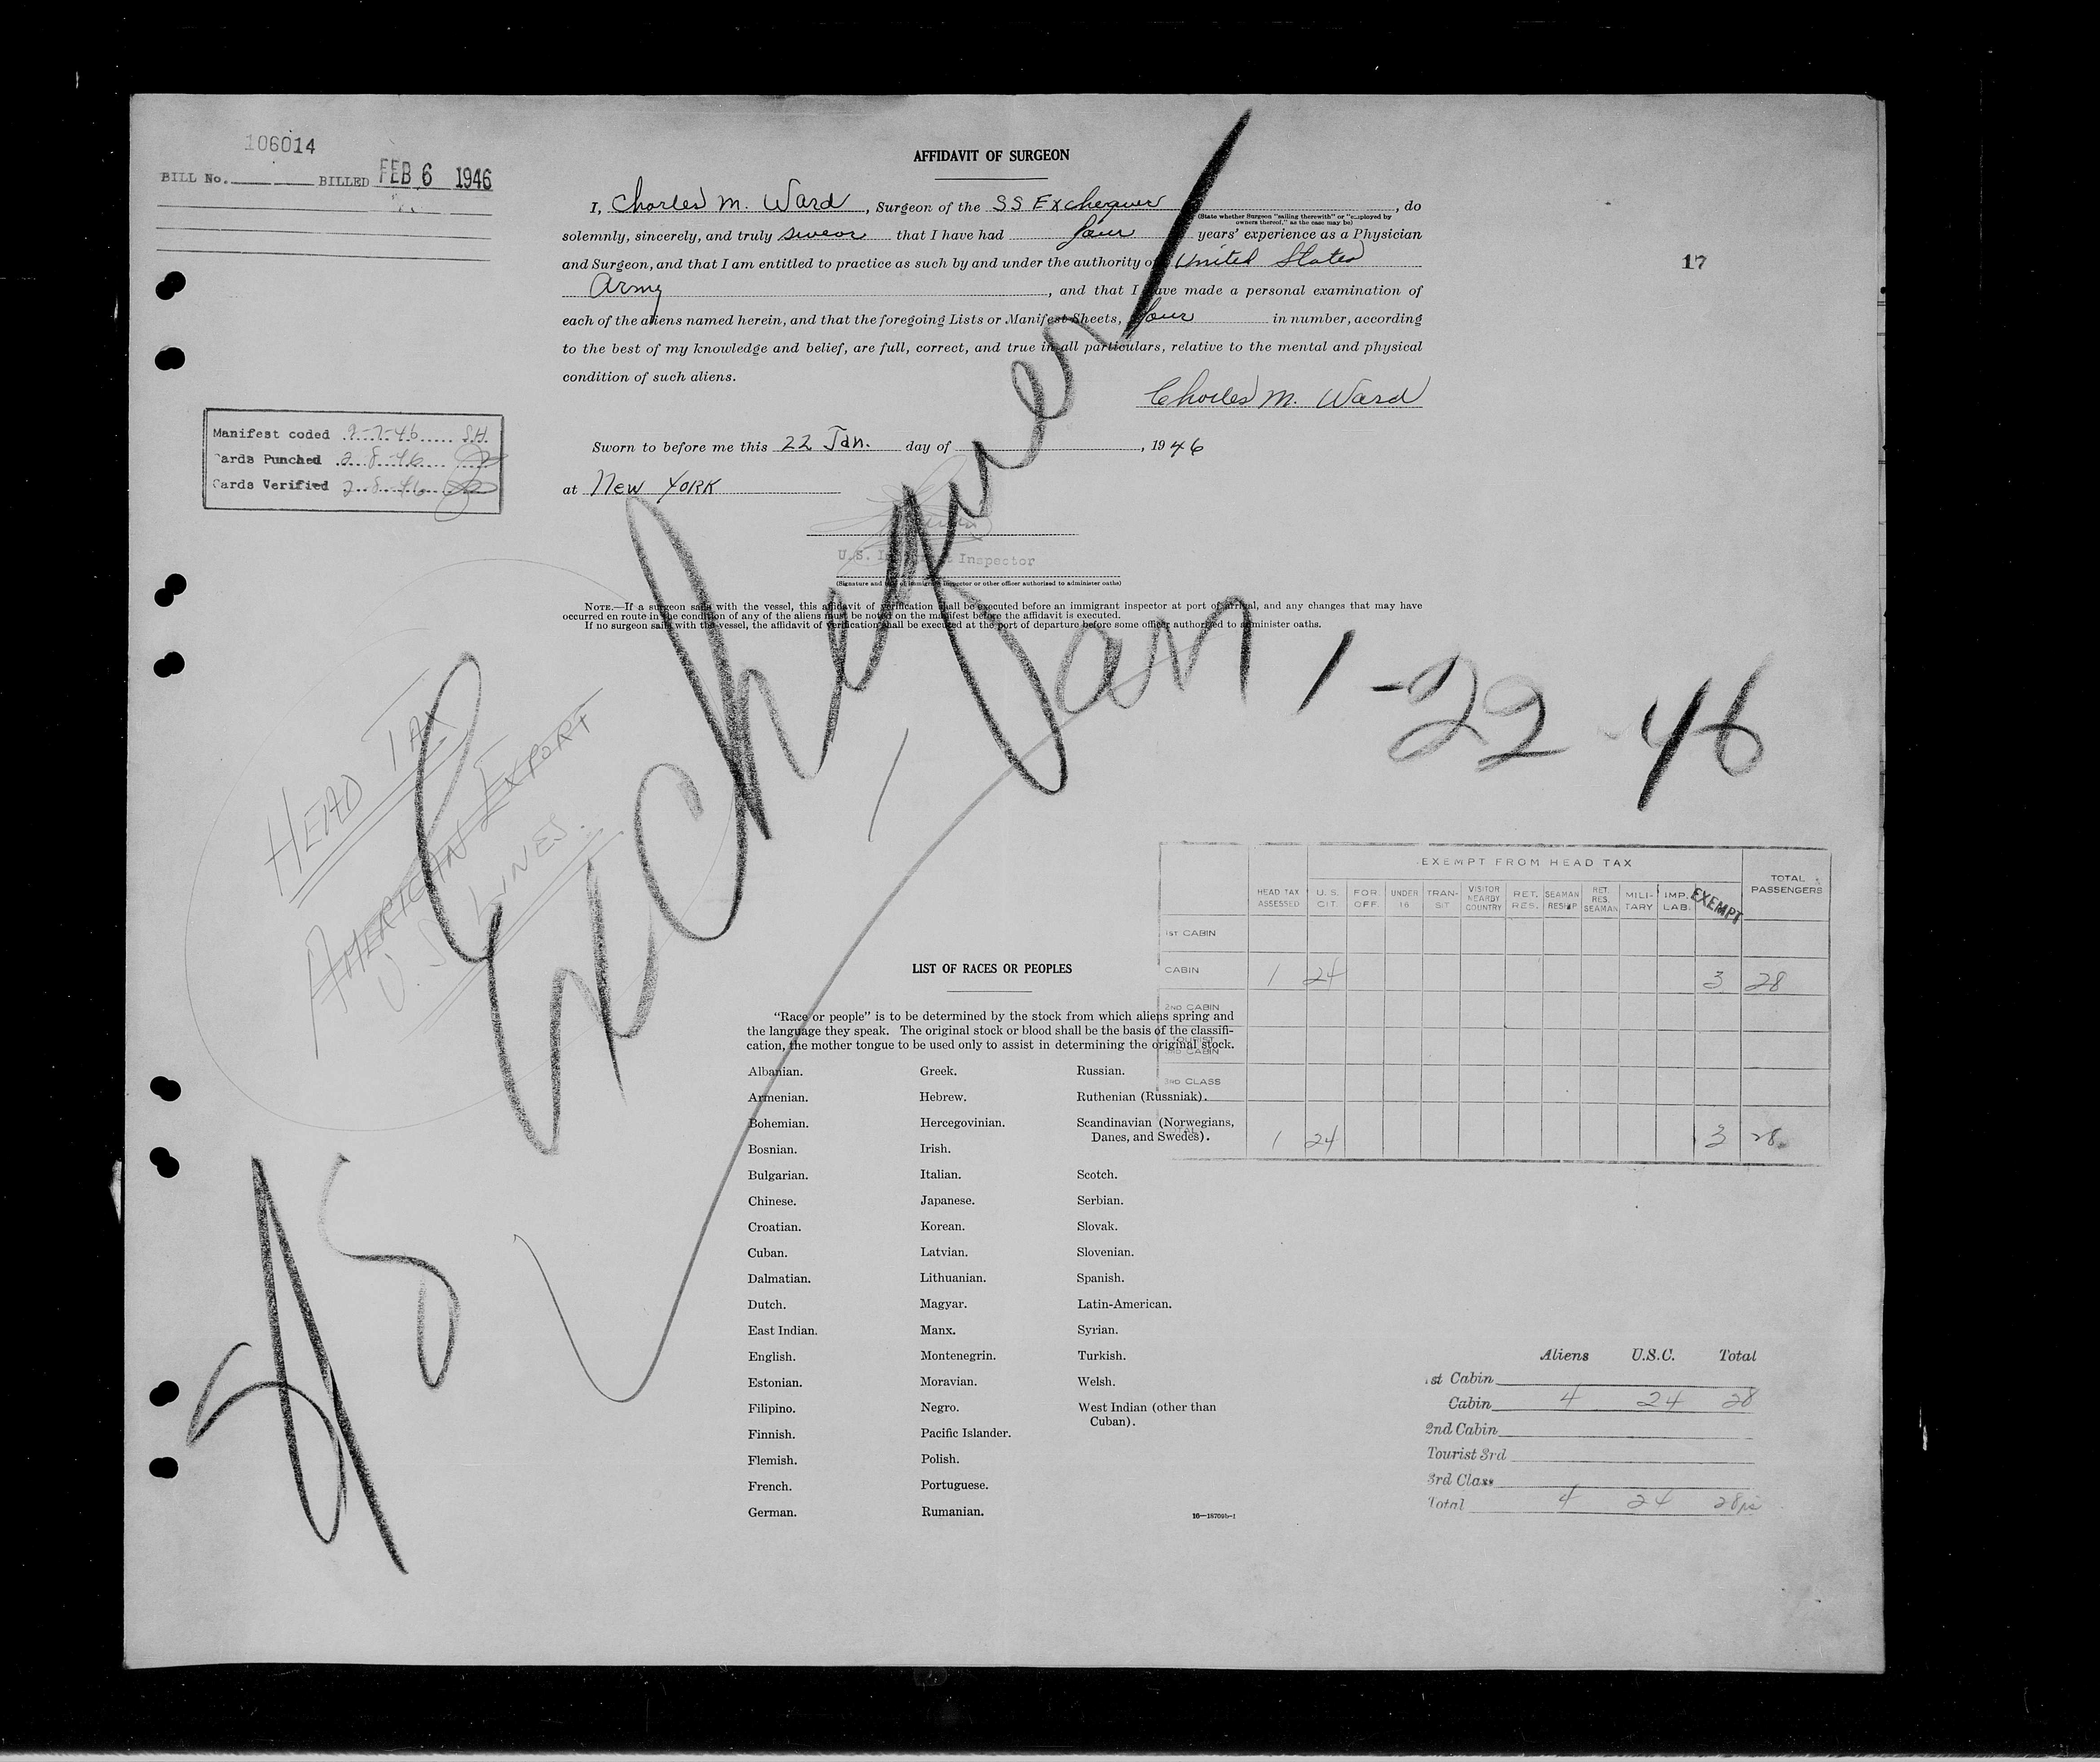 106014
BILL No. BILLED FEB 6 1946
AFFIDAVIT OF SURGEON
I, Charles M. Ward, Surgeon of the SS Exchequer, do
(State whether Surgeon "sailing therewith" or "employed by
owners thereof," as the case may be)
solemnly, sincerely, and truly swear that I have had four years' experience as a Physician
and Surgeon, and that I am entitled to practice as such by and under the authority of United States
Army, and that I have made a personal examination of
each of the aliens named herein, and that the foregoing Lists or Manifest Sheets, four in number, according
to the best of my knowledge and belief, are full, correct, and true in all particulars, relative to the mental and physical
condition of such aliens.
Charles M. Ward
17
Manifest coded 2-7-46 S.H.
Cards Punched 2-8-46
Cards Verified 2-8-46
Sworn to before me this 22 Jan. day of , 1946
at New YORK
U.S. Inspector
(Signature and title of immigrant inspector or other officer authorized to administer oaths)
NOTE.—If a surgeon sails with the vessel, this affidavit of verification shall be executed before an immigrant inspector at port of arrival, and any changes that may have
occurred en route in the condition of any of the aliens must be noted on the manifest before the affidavit is executed.
If no surgeon sails with the vessel, the affidavit of verification shall be executed at the port of departure before some officer authorized to administer oaths.
Exchequer
Jan 1-22-46
HEAD TAX
AMERICAN EXPORT
U.S. LINES.
EXEMPT FROM HEAD TAX
HEAD TAX ASSESSED U.S. CIT. FOR. OFF. UNDER 16 TRAN-SIT VISITOR NEARBY COUNTRY RET. RES. SEAMAN RESHIP RET. RES. SEAMAN MILI-TARY IMP. LAB. EXEMPT TOTAL PASSENGERS
1ST CABIN
CABIN 1 24 3 28
2ND CABIN
TOURIST
3RD CABIN
3RD CLASS
1 24 3 28
LIST OF RACES OR PEOPLES
"Race or people" is to be determined by the stock from which aliens spring and
the language they speak. The original stock or blood shall be the basis of the classifi-
cation, the mother tongue to be used only to assist in determining the original stock.
Albanian. Greek. Russian.
Armenian. Hebrew. Ruthenian (Russniak).
Bohemian. Hercegovinian. Scandinavian (Norwegians,
Danes, and Swedes).
Bosnian. Irish.
Bulgarian. Italian. Scotch.
Chinese. Japanese. Serbian.
Croatian. Korean. Slovak.
Cuban. Latvian. Slovenian.
Dalmatian. Lithuanian. Spanish.
Dutch. Magyar. Latin-American.
East Indian. Manx. Syrian.
English. Montenegrin. Turkish.
Estonian. Moravian. Welsh.
Filipino. Negro. West Indian (other than
Cuban).
Finnish. Pacific Islander.
Flemish. Polish.
French. Portuguese.
German. Rumanian.
16—18709b-1
Aliens U.S.C. Total
1st Cabin
Cabin 4 24 28
2nd Cabin
Tourist 3rd
3rd Class
Total 4 24 28